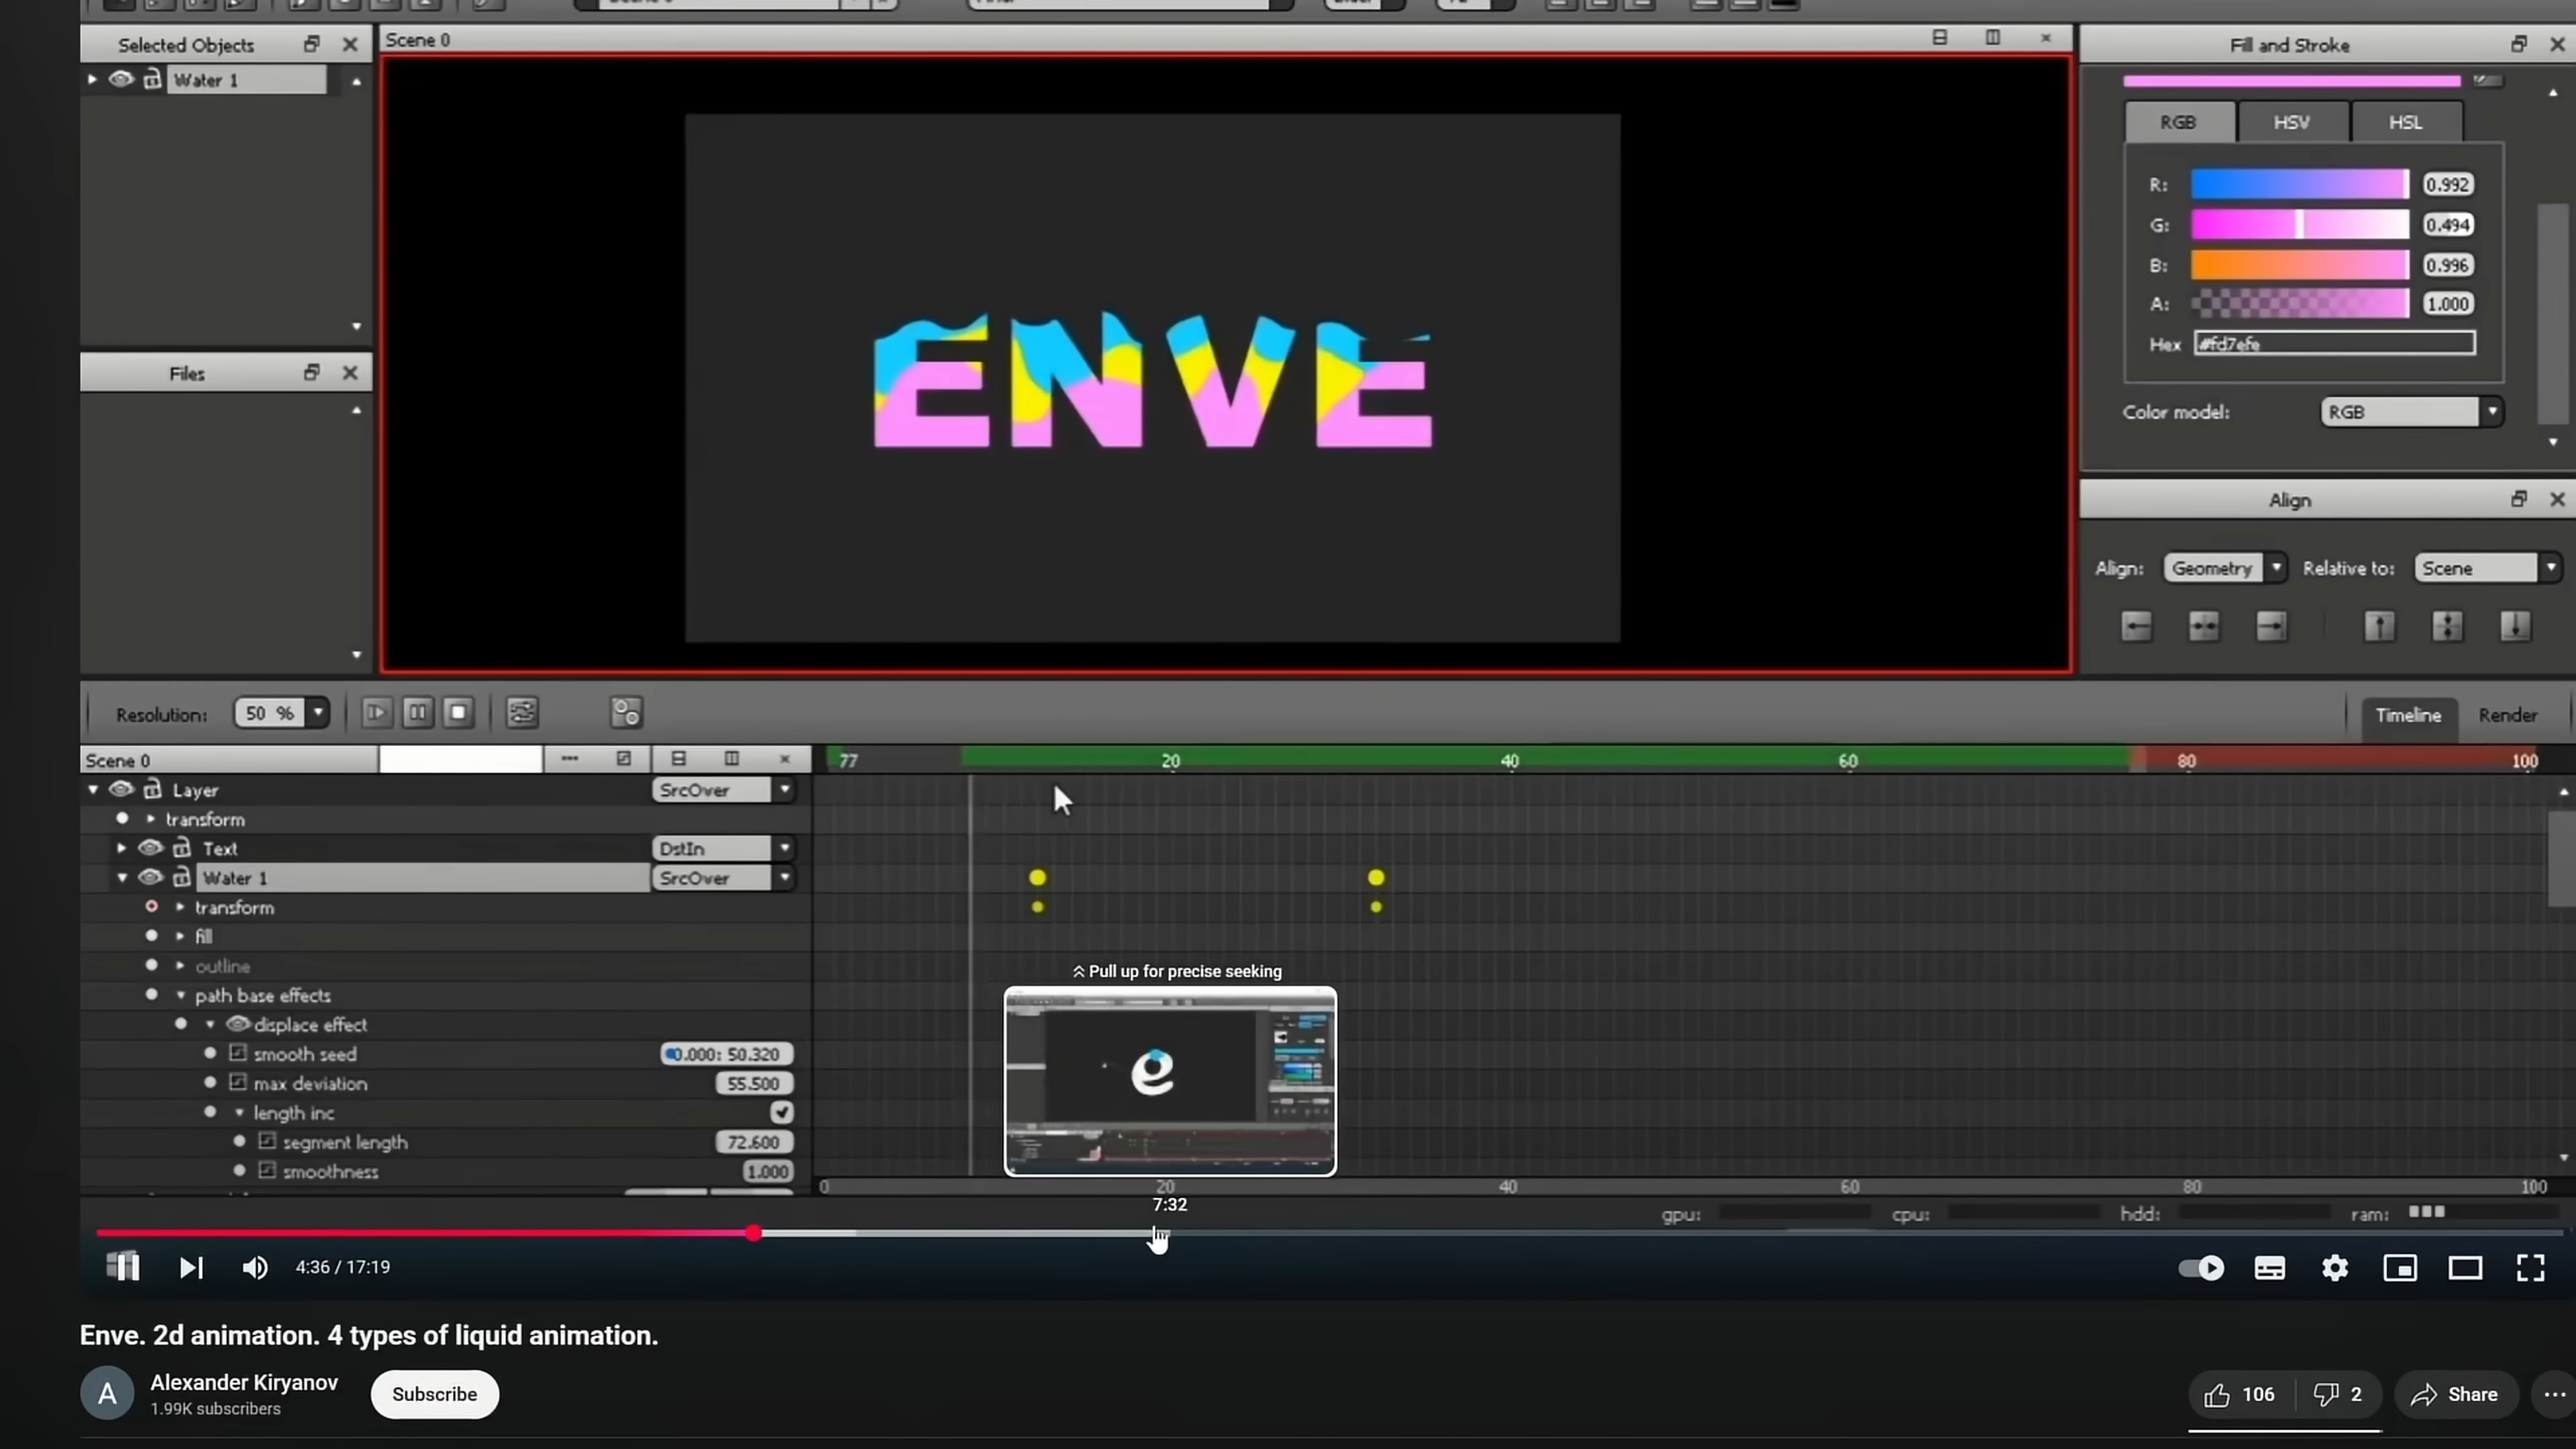 Selected Objects
Water 1
Files
Scene 0
ENVE
Fill and Stroke
RGB HSV HSL
R: 0.992
G: 0.494
B: 0.996
A: 1.000
Hex #fd7efe
Color model: RGB
Align
Align: Geometry Relative to: Scene
Resolution: 50 %
Timeline Render
Scene 0
77 20 40 60 80 100
Layer SrcOver
transform
Text DstIn
Water 1 SrcOver
transform
fill
outline
path base effects
displace effect
smooth seed 0.000: 50.320
max deviation 55.500
length inc
segment length 72.600
smoothness 1.000
Pull up for precise seeking
e
0 20 40 60 80 100
7:32
gpu: cpu: hdd: ram:
4:36 / 17:19
Enve. 2d animation. 4 types of liquid animation.
A
Alexander Kiryanov
1.99K subscribers
Subscribe
106 2 Share